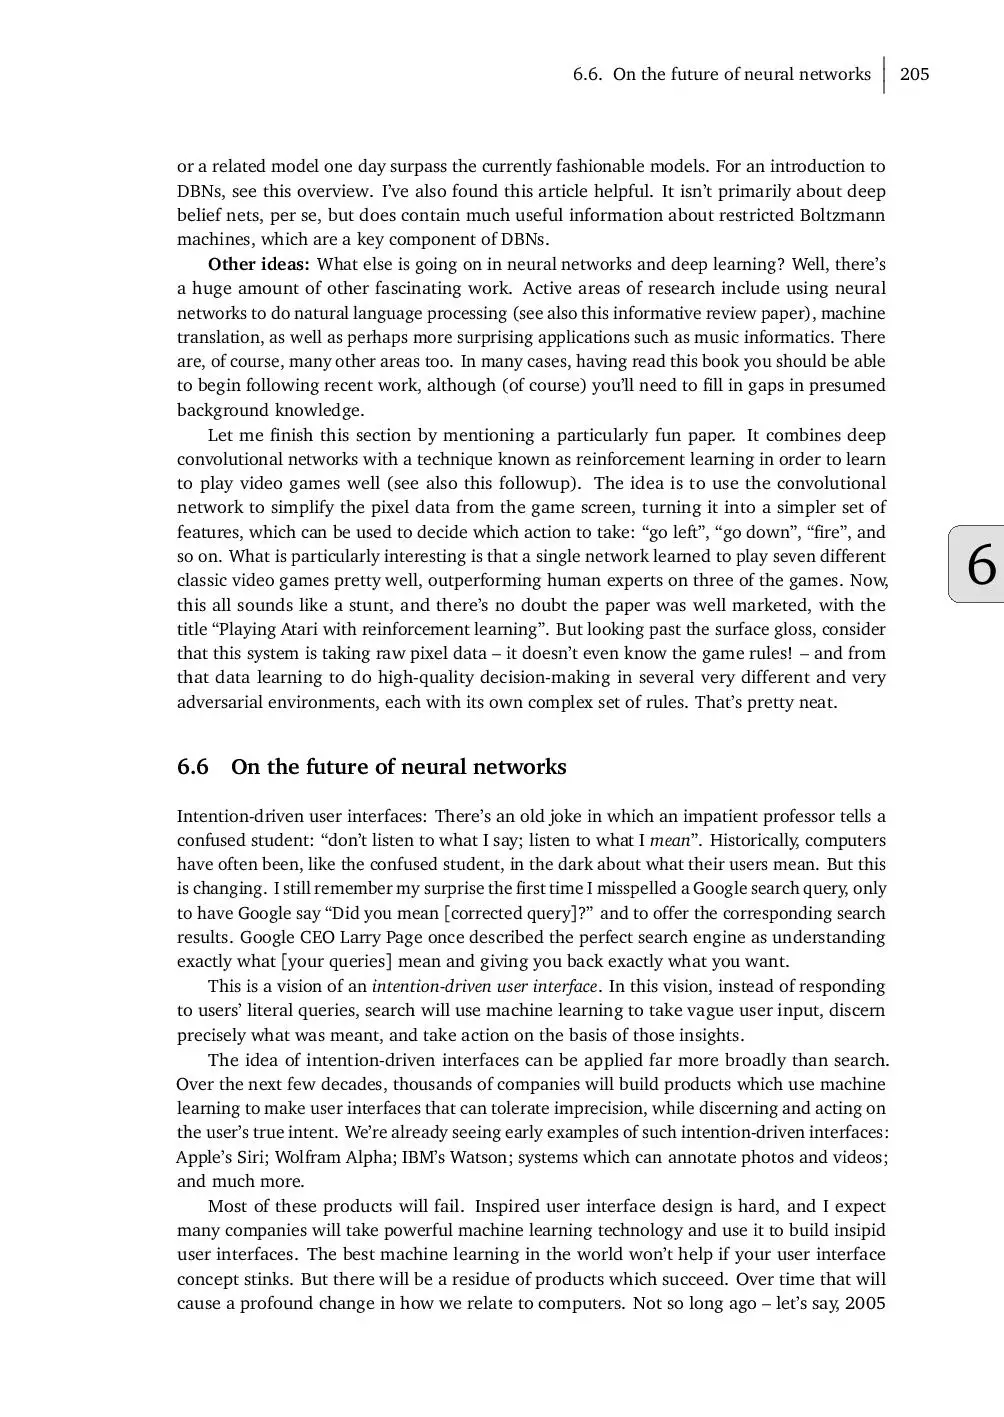 6.6. On the future of neural networks 205
or a related model one day surpass the currently fashionable models. For an introduction to
DBNs, see this overview. I’ve also found this article helpful. It isn’t primarily about deep
belief nets, per se, but does contain much useful information about restricted Boltzmann
machines, which are a key component of DBNs.
Other ideas: What else is going on in neural networks and deep learning? Well, there’s
a huge amount of other fascinating work. Active areas of research include using neural
networks to do natural language processing (see also this informative review paper), machine
translation, as well as perhaps more surprising applications such as music informatics. There
are, of course, many other areas too. In many cases, having read this book you should be able
to begin following recent work, although (of course) you’ll need to fill in gaps in presumed
background knowledge.
Let me finish this section by mentioning a particularly fun paper. It combines deep
convolutional networks with a technique known as reinforcement learning in order to learn
to play video games well (see also this followup). The idea is to use the convolutional
network to simplify the pixel data from the game screen, turning it into a simpler set of
features, which can be used to decide which action to take: “go left”, “go down”, “fire”, and
so on. What is particularly interesting is that a single network learned to play seven different
classic video games pretty well, outperforming human experts on three of the games. Now,
this all sounds like a stunt, and there’s no doubt the paper was well marketed, with the
title “Playing Atari with reinforcement learning”. But looking past the surface gloss, consider
that this system is taking raw pixel data – it doesn’t even know the game rules! – and from
that data learning to do high-quality decision-making in several very different and very
adversarial environments, each with its own complex set of rules. That’s pretty neat.
6
6.6 On the future of neural networks
Intention-driven user interfaces: There’s an old joke in which an impatient professor tells a
confused student: “don’t listen to what I say; listen to what I mean”. Historically, computers
have often been, like the confused student, in the dark about what their users mean. But this
is changing. I still remember my surprise the first time I misspelled a Google search query, only
to have Google say “Did you mean [corrected query]?” and to offer the corresponding search
results. Google CEO Larry Page once described the perfect search engine as understanding
exactly what [your queries] mean and giving you back exactly what you want.
This is a vision of an intention-driven user interface. In this vision, instead of responding
to users’ literal queries, search will use machine learning to take vague user input, discern
precisely what was meant, and take action on the basis of those insights.
The idea of intention-driven interfaces can be applied far more broadly than search.
Over the next few decades, thousands of companies will build products which use machine
learning to make user interfaces that can tolerate imprecision, while discerning and acting on
the user’s true intent. We’re already seeing early examples of such intention-driven interfaces:
Apple’s Siri; Wolfram Alpha; IBM’s Watson; systems which can annotate photos and videos;
and much more.
Most of these products will fail. Inspired user interface design is hard, and I expect
many companies will take powerful machine learning technology and use it to build insipid
user interfaces. The best machine learning in the world won’t help if your user interface
concept stinks. But there will be a residue of products which succeed. Over time that will
cause a profound change in how we relate to computers. Not so long ago – let’s say, 2005